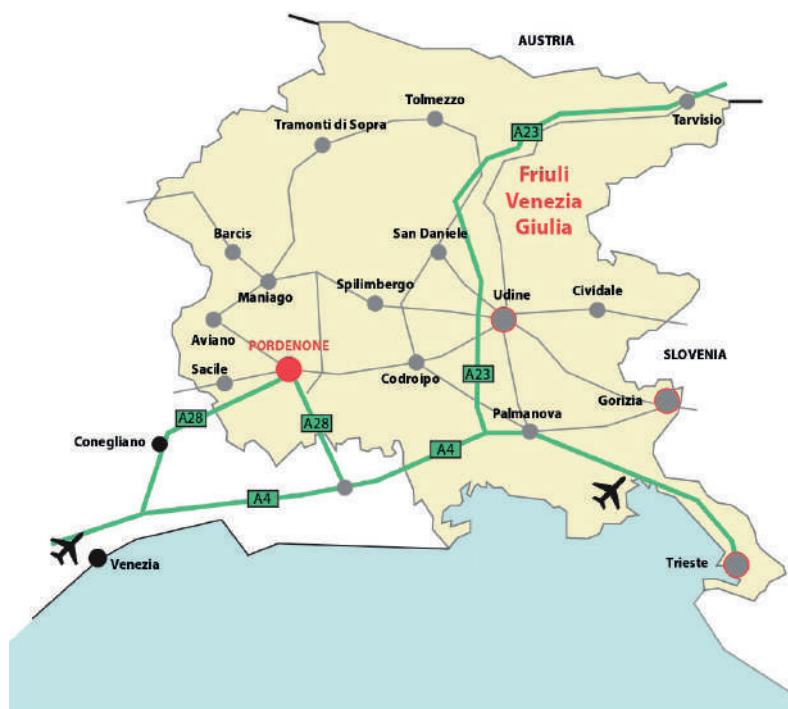 AUSTRIA
Tolmezzo
Tarvisio
Tramonti di Sopra
A23
Friuli
Venezia
Giulia
Barcis
San Daniele
Maniago
Spilimbergo
Udine
Cividale
Aviano
PORDENONE
Sacile
Codroipo
A23
SLOVENIA
Gorizia
A28
A28
Palmanova
Conegliano
A4
A4
Venezia
Trieste